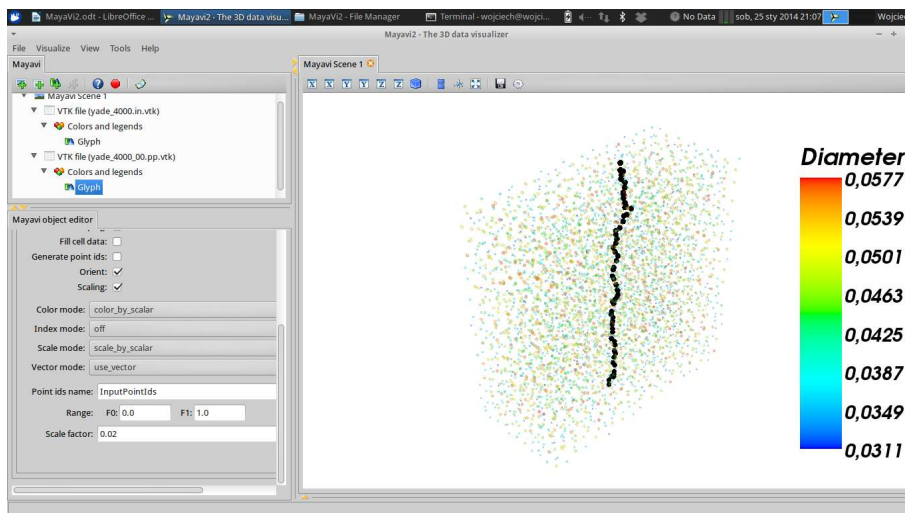 MayaVi2.odt - LibreOffice ... Mayavi2 - The 3D data visu... MayaVi2 - File Manager Terminal - wojciech@wojci... No Data sob, 25 sty 2014 21:07 Wojcie
Mayavi2 - The 3D data visualizer
File Visualize View Tools Help
Mayavi
Mayavi Scene 1
VTK file (yade_4000.in.vtk)
Colors and legends
Glyph
VTK file (yade_4000_00.pp.vtk)
Colors and legends
Glyph
Mayavi object editor
Fill cell data:
Generate point ids:
Orient:
Scaling:
Color mode: color_by_scalar
Index mode: off
Scale mode: scale_by_scalar
Vector mode: use_vector
Point ids name: InputPointIds
Range: F0: 0.0 F1: 1.0
Scale factor: 0.02
Mayavi Scene 1
X X Y Y Z Z
Diameter
0,0577
0,0539
0,0501
0,0463
0,0425
0,0387
0,0349
0,0311